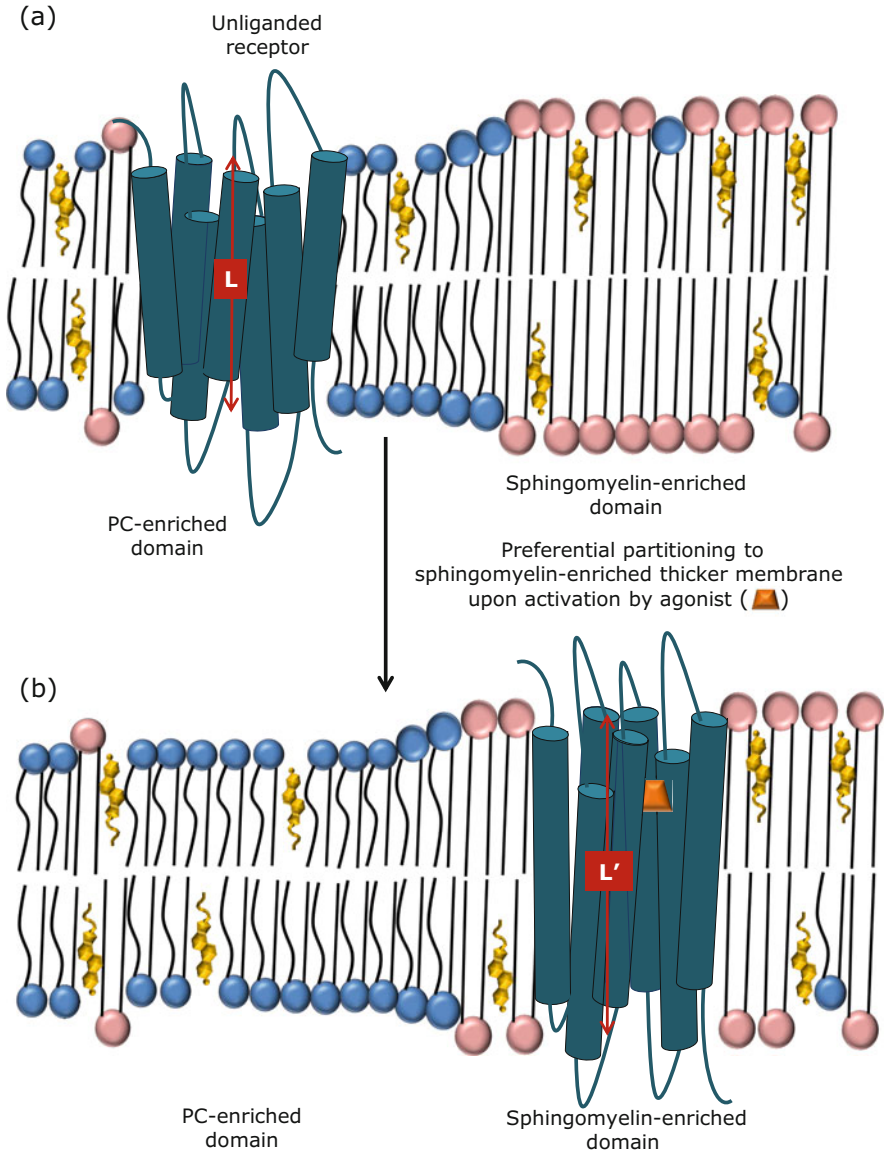 (a)
Unliganded
receptor
L
PC-enriched
domain
Sphingomyelin-enriched
domain
Preferential partitioning to
sphingomyelin-enriched thicker membrane
upon activation by agonist ( )
(b)
L′
PC-enriched
domain
Sphingomyelin-enriched
domain